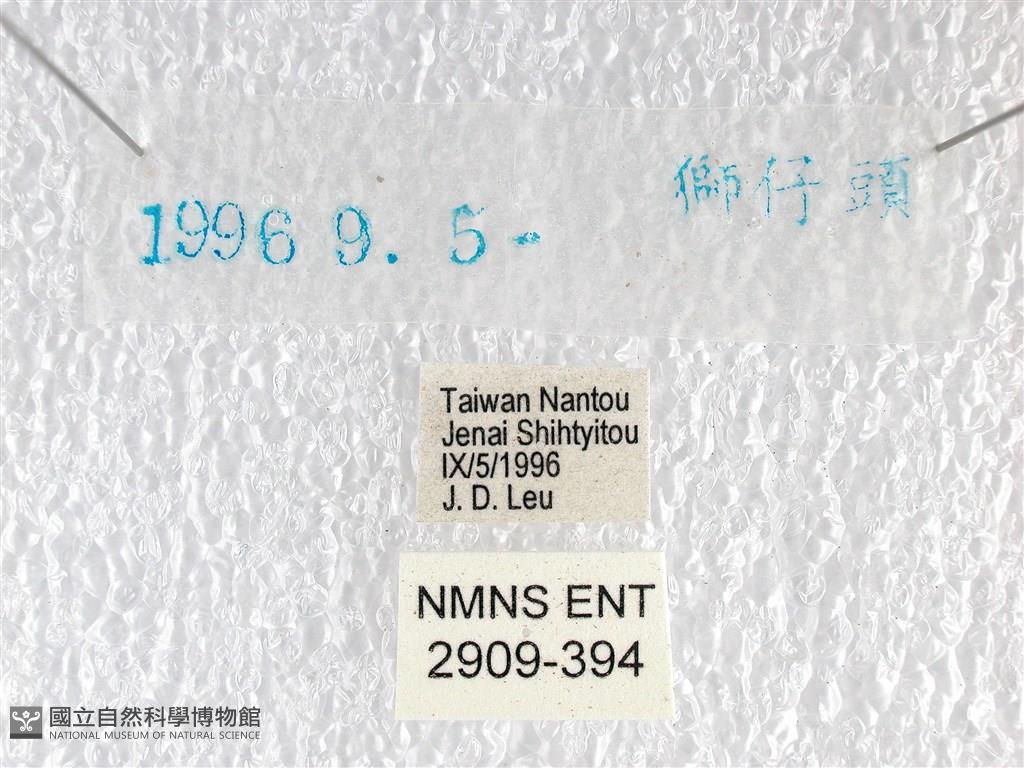 1996 9. 5-
獅仔頭
Taiwan Nantou
Jenai Shihtyitou
IX/5/1996
J. D. Leu
NMNS ENT
2909-394
國立自然科學博物館
NATIONAL MUSEUM OF NATURAL SCIENCE